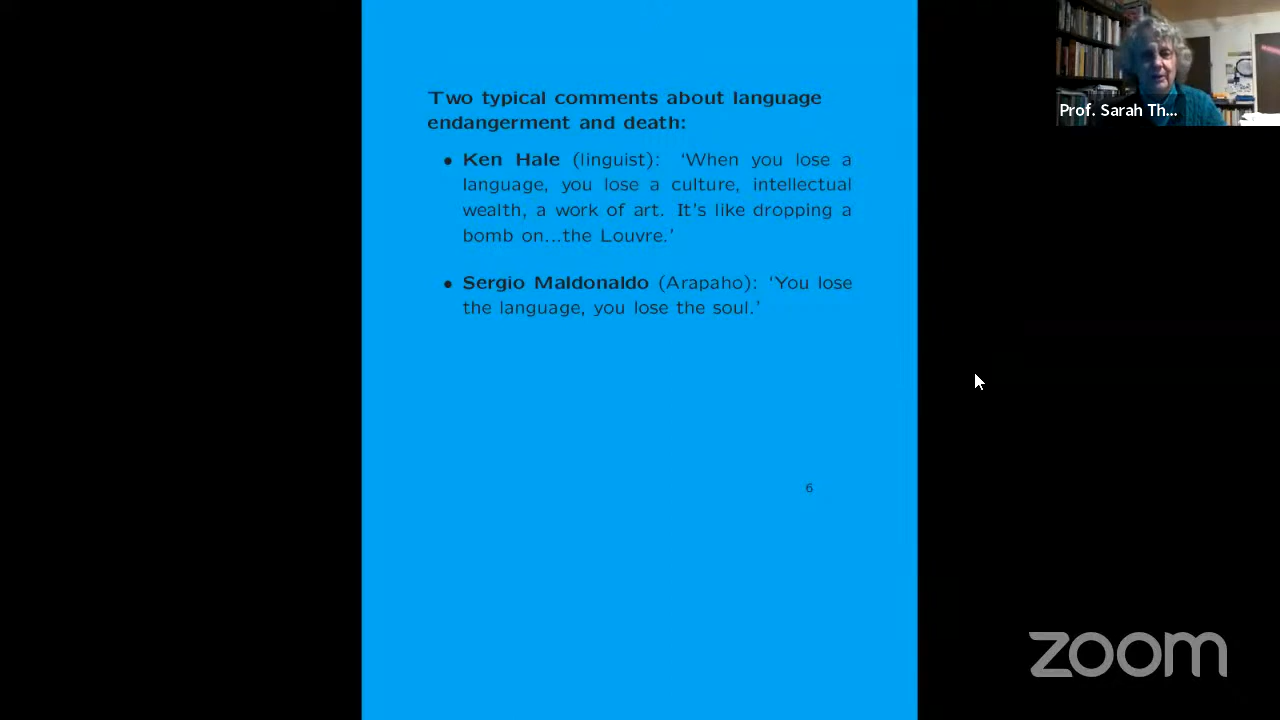 Two typical comments about language
endangerment and death:
• Ken Hale (linguist): 'When you lose a
language, you lose a culture, intellectual
wealth, a work of art. It's like dropping a
bomb on...the Louvre.'
• Sergio Maldonaldo (Arapaho): 'You lose
the language, you lose the soul.'
6
Prof. Sarah Th...
zoom